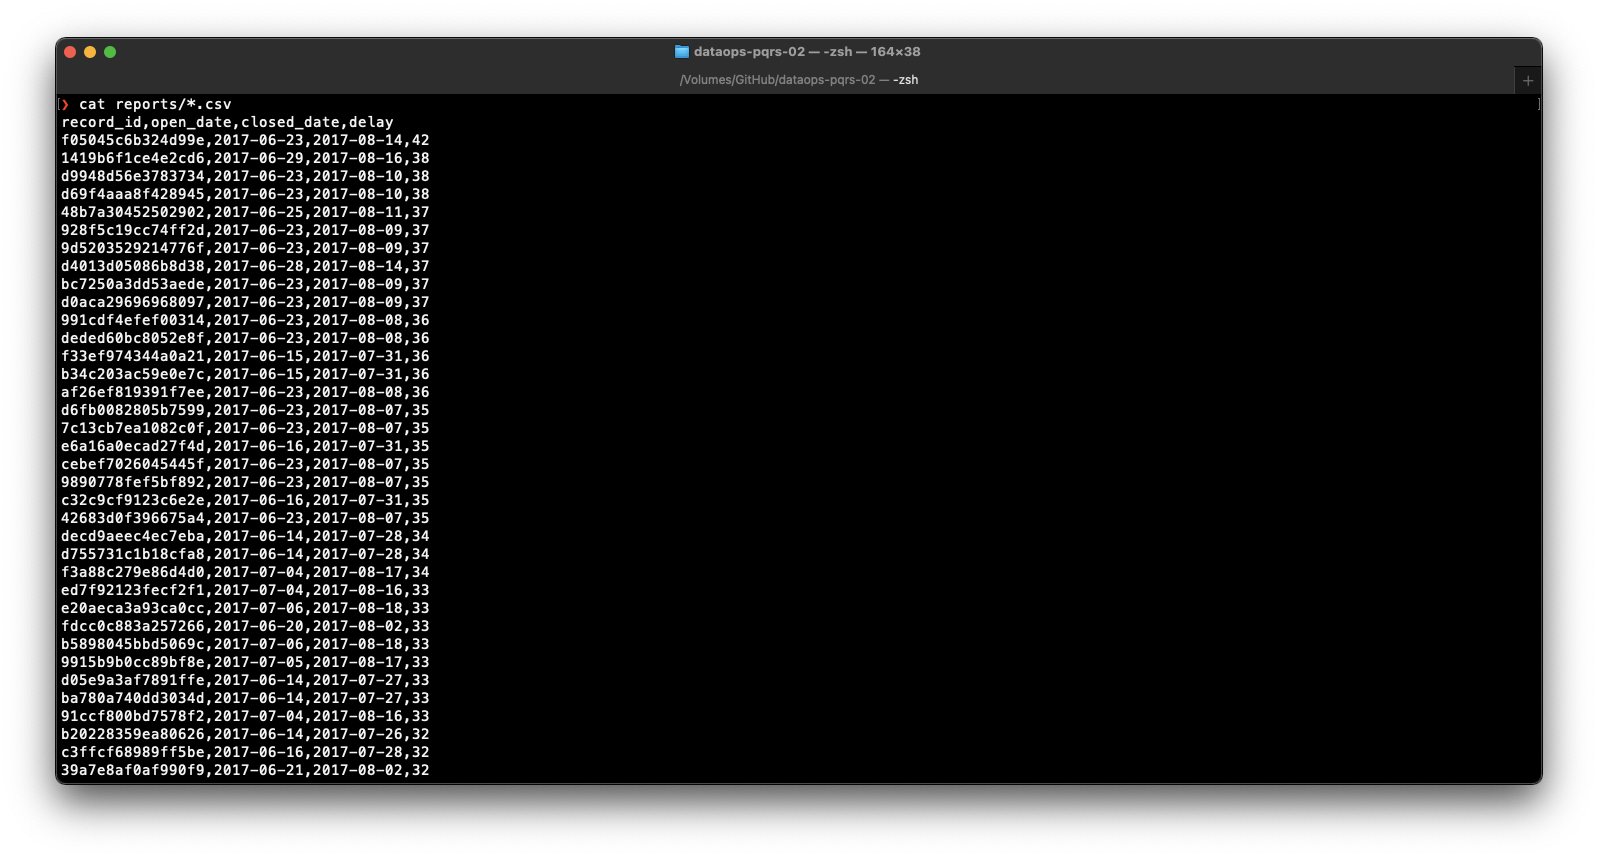 dataops-pqrs-02 — -zsh — 164×38
/Volumes/GitHub/dataops-pqrs-02 — -zsh
[❯ cat reports/*.csv ]
record_id,open_date,closed_date,delay
f05045c6b324d99e,2017-06-23,2017-08-14,42
1419b6f1ce4e2cd6,2017-06-29,2017-08-16,38
d9948d56e3783734,2017-06-23,2017-08-10,38
d69f4aaa8f428945,2017-06-23,2017-08-10,38
48b7a30452502902,2017-06-25,2017-08-11,37
928f5c19cc74ff2d,2017-06-23,2017-08-09,37
9d5203529214776f,2017-06-23,2017-08-09,37
d4013d05086b8d38,2017-06-28,2017-08-14,37
bc7250a3dd53aede,2017-06-23,2017-08-09,37
d0aca29696968097,2017-06-23,2017-08-09,37
991cdf4efef00314,2017-06-23,2017-08-08,36
deded60bc8052e8f,2017-06-23,2017-08-08,36
f33ef974344a0a21,2017-06-15,2017-07-31,36
b34c203ac59e0e7c,2017-06-15,2017-07-31,36
af26ef819391f7ee,2017-06-23,2017-08-08,36
d6fb0082805b7599,2017-06-23,2017-08-07,35
7c13cb7ea1082c0f,2017-06-23,2017-08-07,35
e6a16a0ecad27f4d,2017-06-16,2017-07-31,35
cebef7026045445f,2017-06-23,2017-08-07,35
9890778fef5bf892,2017-06-23,2017-08-07,35
c32c9cf9123c6e2e,2017-06-16,2017-07-31,35
42683d0f396675a4,2017-06-23,2017-08-07,35
decd9aeec4ec7eba,2017-06-14,2017-07-28,34
d755731c1b18cfa8,2017-06-14,2017-07-28,34
f3a88c279e86d4d0,2017-07-04,2017-08-17,34
ed7f92123fecf2f1,2017-07-04,2017-08-16,33
e20aeca3a93ca0cc,2017-07-06,2017-08-18,33
fdcc0c883a257266,2017-06-20,2017-08-02,33
b5898045bbd5069c,2017-07-06,2017-08-18,33
9915b9b0cc89bf8e,2017-07-05,2017-08-17,33
d05e9a3af7891ffe,2017-06-14,2017-07-27,33
ba780a740dd3034d,2017-06-14,2017-07-27,33
91ccf800bd7578f2,2017-07-04,2017-08-16,33
b20228359ea80626,2017-06-14,2017-07-26,32
c3ffcf68989ff5be,2017-06-16,2017-07-28,32
39a7e8af0af990f9,2017-06-21,2017-08-02,32